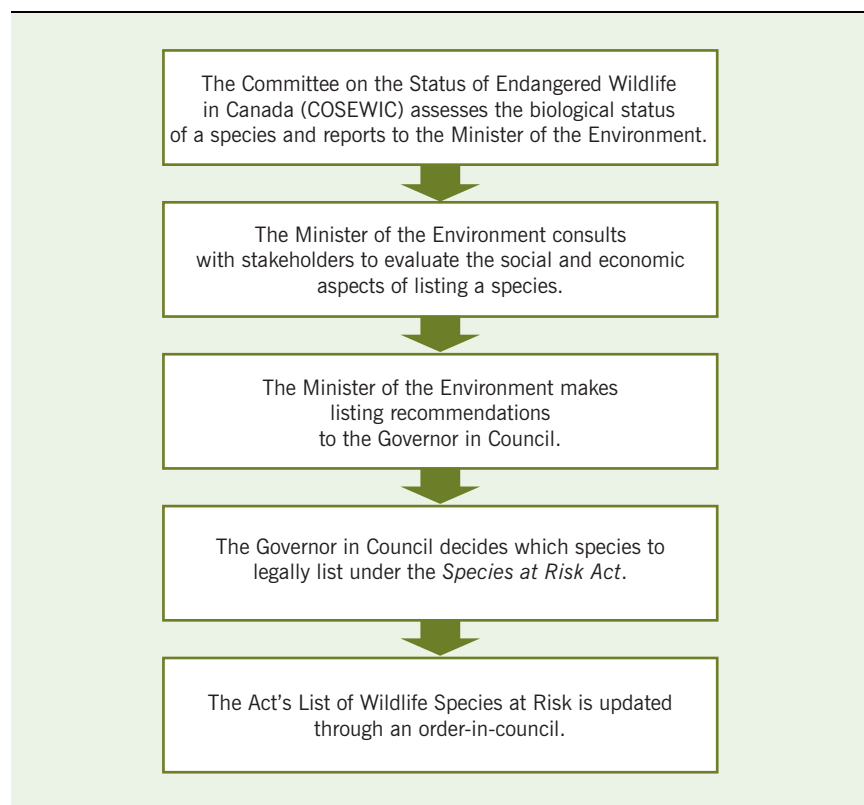 The Committee on the Status of Endangered Wildlife
in Canada (COSEWIC) assesses the biological status
of a species and reports to the Minister of the Environment.
The Minister of the Environment consults
with stakeholders to evaluate the social and economic
aspects of listing a species.
The Minister of the Environment makes
listing recommendations
to the Governor in Council.
The Governor in Council decides which species to
legally list under the Species at Risk Act.
The Act's List of Wildlife Species at Risk is updated
through an order-in-council.